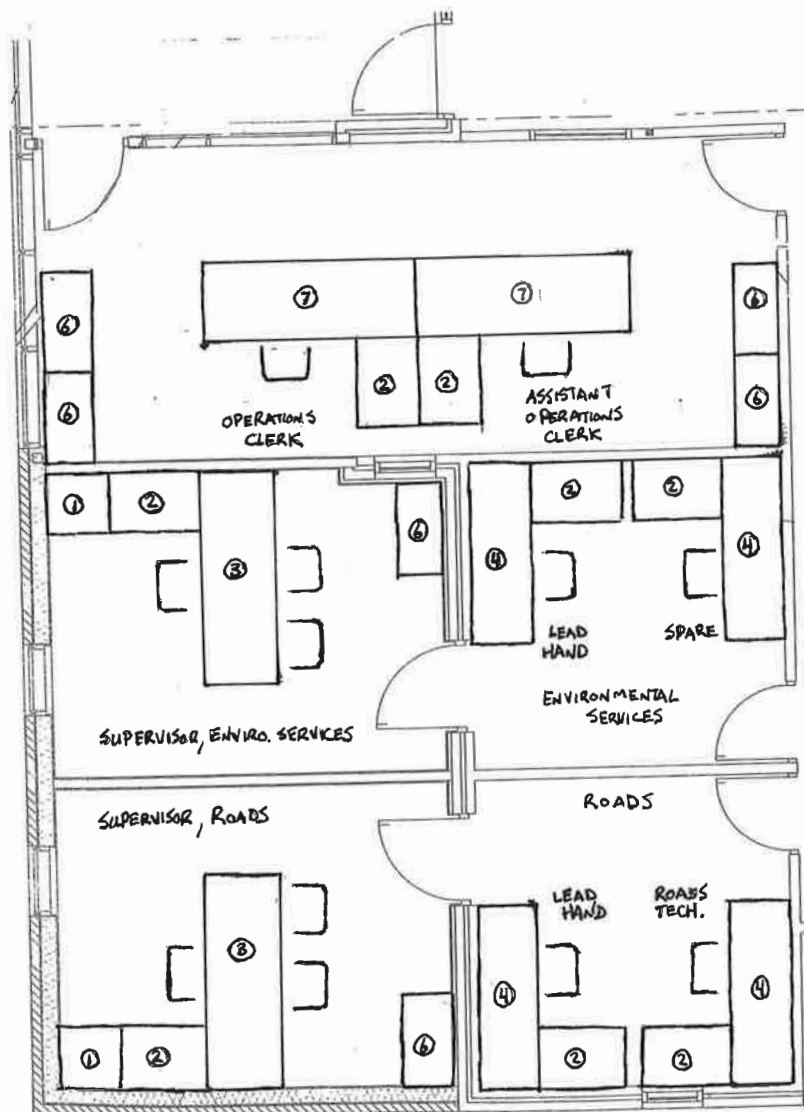 7
7
6
6
2
2
6
6
OPERATIONS
CLERK
ASSISTANT
OPERATIONS
CLERK
1
2
3
6
SUPERVISOR, ENVIRO. SERVICES
4
2
2
4
LEAD
HAND
SPARE
ENVIRONMENTAL
SERVICES
SUPERVISOR, ROADS
3
1
2
6
ROADS
LEAD
HAND
ROADS
TECH.
4
4
2
2